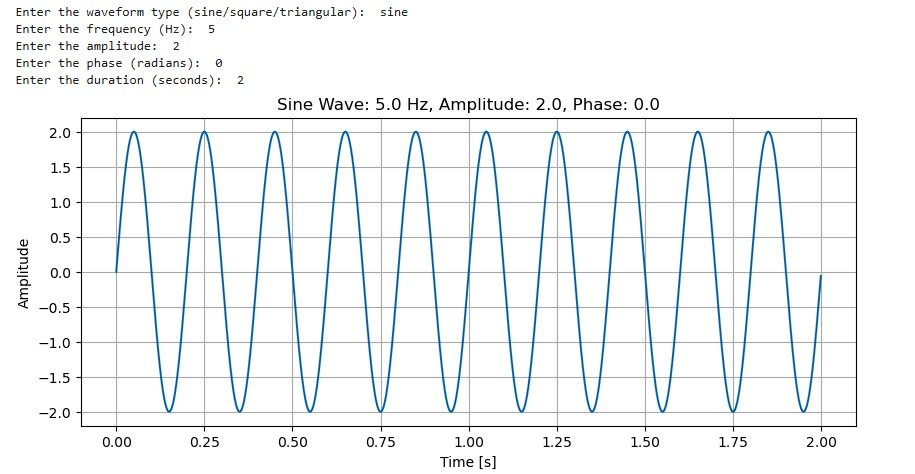 Enter the waveform type (sine/square/triangular):  sine
Enter the frequency (Hz):  5
Enter the amplitude:  2
Enter the phase (radians):  0
Enter the duration (seconds):  2
Sine Wave: 5.0 Hz, Amplitude: 2.0, Phase: 0.0
2.0
1.5
1.0
0.5
0.0
−0.5
−1.0
−1.5
−2.0
Amplitude
0.00 0.25 0.50 0.75 1.00 1.25 1.50 1.75 2.00
Time [s]